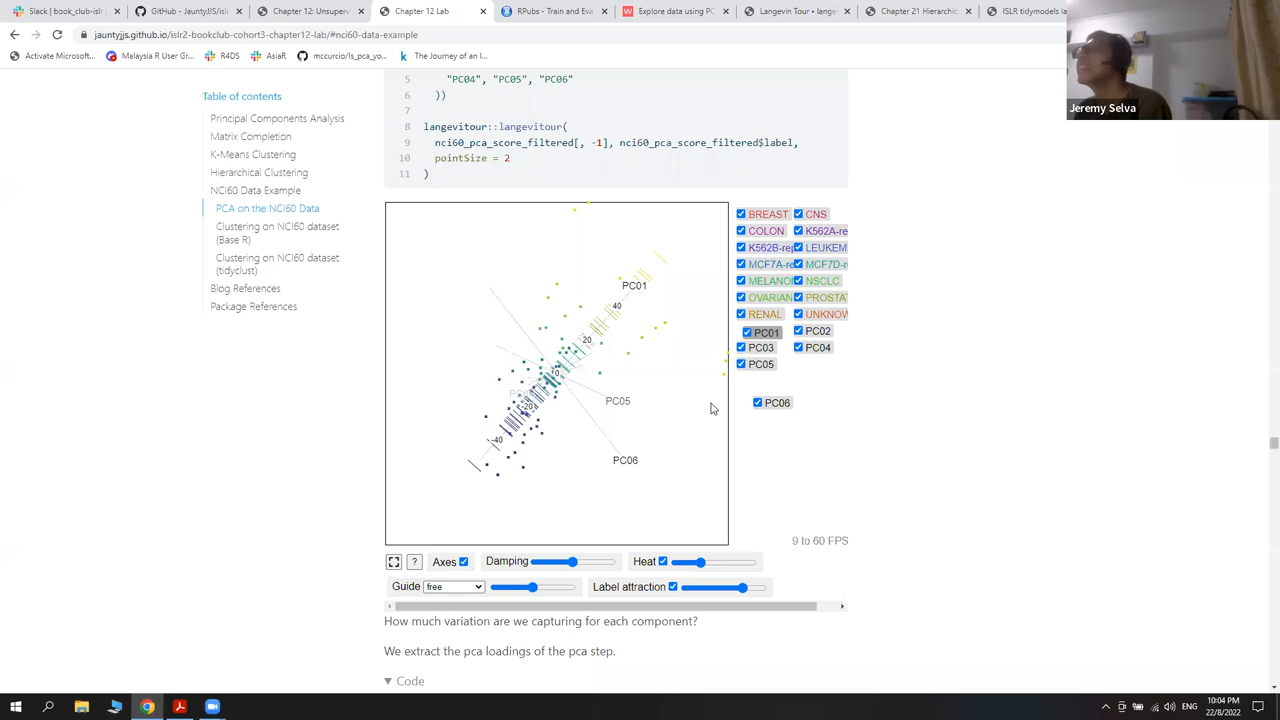 Slack | book_club-islr
GitHub - JauntyJJS/isl
Chapter 12: Unsuperv
Chapter 12 Lab
RPubs - Train and Eva
Explore data using PC
Langevin Tour • lange
Chapter 21 Hierarchic
ISLR tidymodels la
jauntyjjs.github.io/islr2-bookclub-cohort3-chapter12-lab/#nci60-data-example
Activate Microsoft...
Malaysia R User Gr...
R4DS
AsiaR
mccurcio/ls_pca_yo...
The Journey of an I...
Jeremy Selva
Table of contents
Principal Components Analysis
Matrix Completion
K-Means Clustering
Hierarchical Clustering
NCI60 Data Example
PCA on the NCI60 Data
Clustering on NCI60 dataset
(Base R)
Clustering on NCI60 dataset
(tidyclust)
Blog References
Package References
5 "PC04", "PC05", "PC06"
6 ))
7
8 langevitour::langevitour(
9 nci60_pca_score_filtered[, -1], nci60_pca_score_filtered$label,
10 pointSize = 2
11 )
PC01
40
20
0
-20
-40
PC05
PC06
BREAST CNS
COLON K562A-re
K562B-rep LEUKEM
MCF7A-re MCF7D-r
MELANO NSCLC
OVARIAN PROSTAT
RENAL UNKNOW
PC01 PC02
PC03 PC04
PC05
PC06
9 to 60 FPS
? Axes Damping Heat
Guide free Label attraction
How much variation are we capturing for each component?
We extract the pca loadings of the pca step.
Code
10:04 PM
22/8/2022